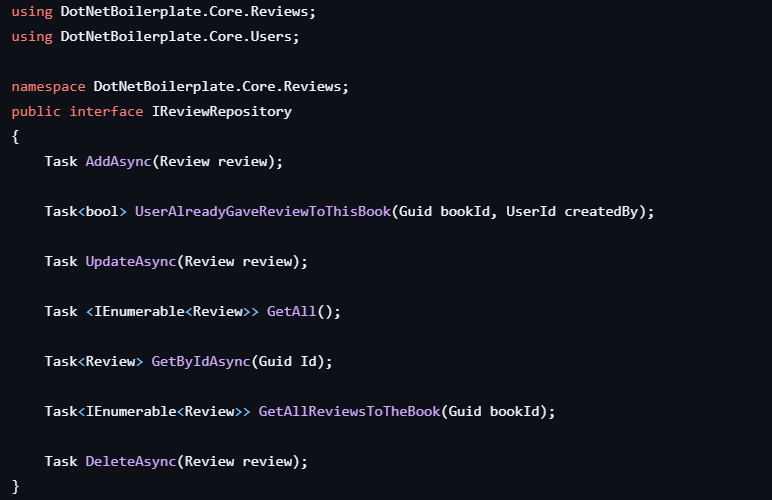 using DotNetBoilerplate.Core.Reviews;
using DotNetBoilerplate.Core.Users;

namespace DotNetBoilerplate.Core.Reviews;
public interface IReviewRepository
{
    Task AddAsync(Review review);

    Task<bool> UserAlreadyGaveReviewToThisBook(Guid bookId, UserId createdBy);

    Task UpdateAsync(Review review);

    Task <IEnumerable<Review>> GetAll();

    Task<Review> GetByIdAsync(Guid Id);

    Task<IEnumerable<Review>> GetAllReviewsToTheBook(Guid bookId);

    Task DeleteAsync(Review review);
}